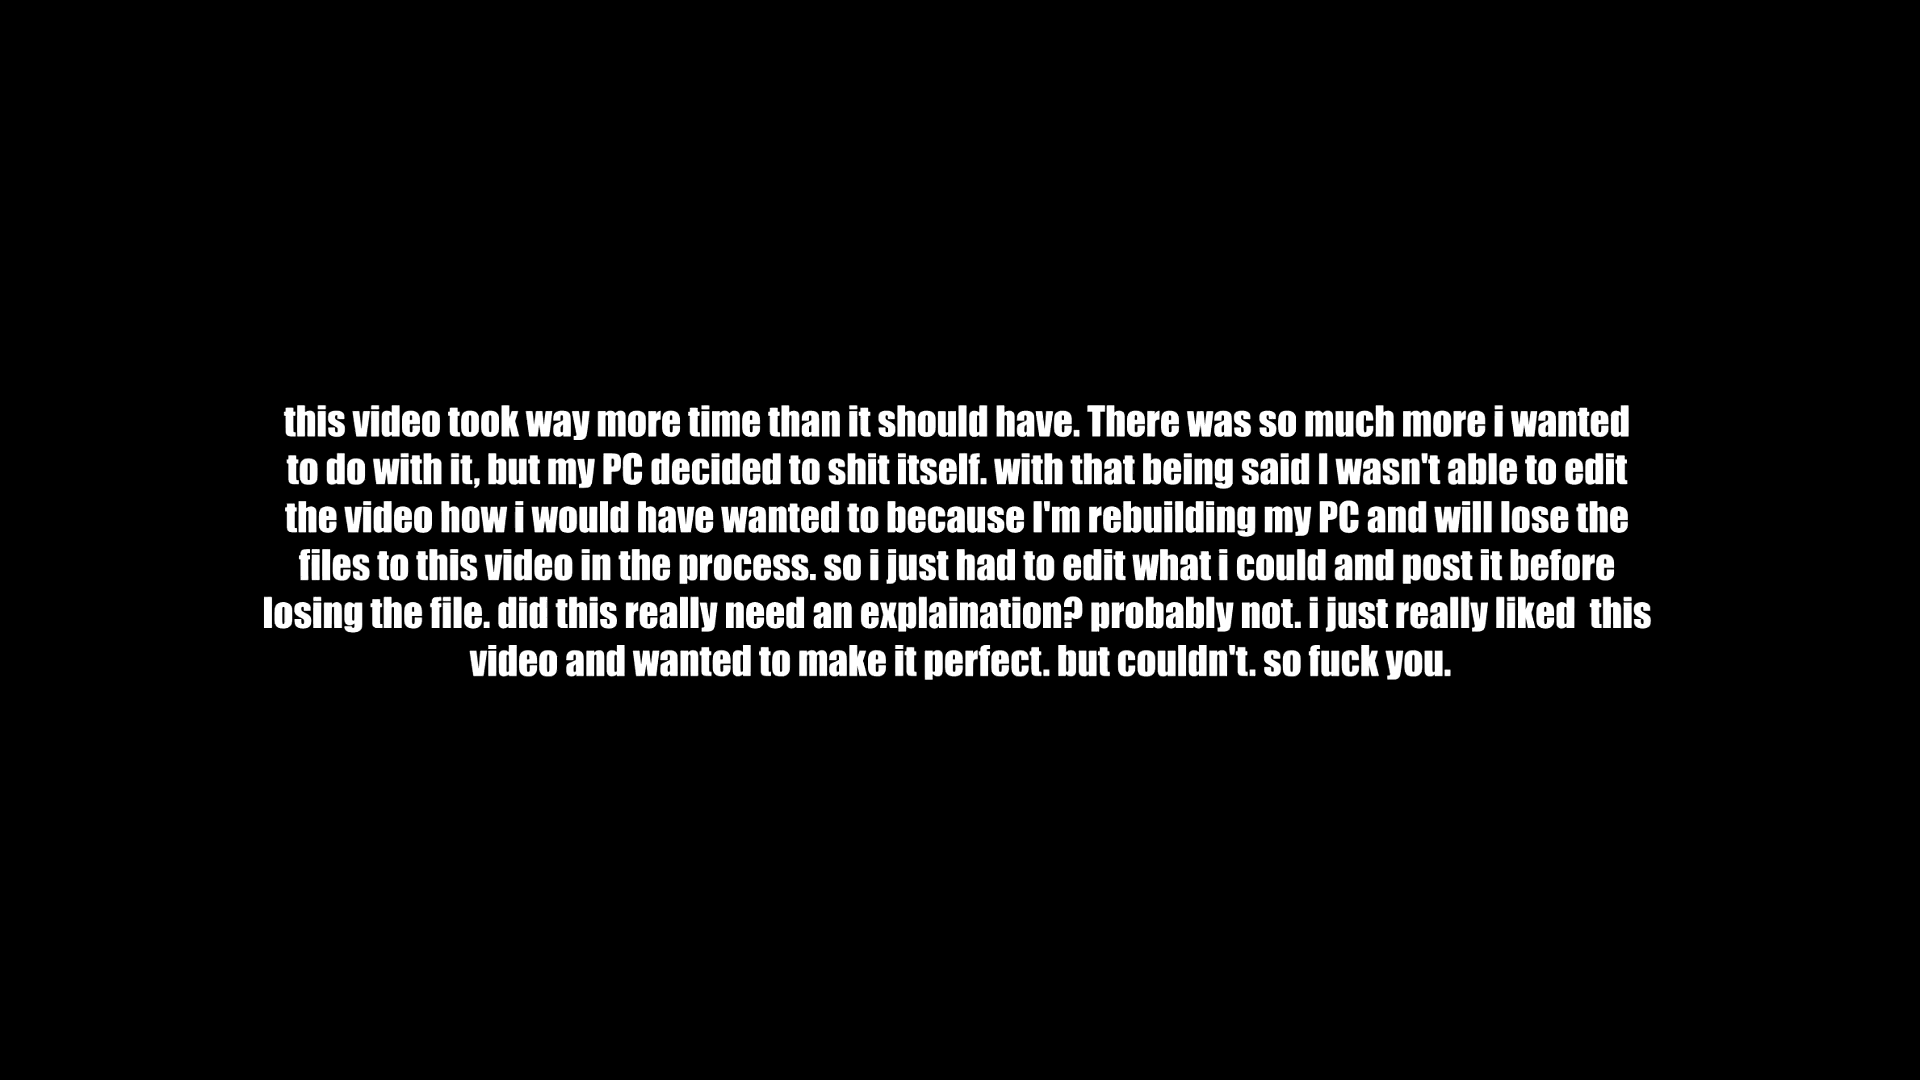 this video took way more time than it should have. There was so much more i wanted
to do with it, but my PC decided to shit itself. with that being said I wasn't able to edit
the video how i would have wanted to because I'm rebuilding my PC and will lose the
files to this video in the process. so i just had to edit what i could and post it before
losing the file. did this really need an explaination? probably not. i just really liked  this
video and wanted to make it perfect. but couldn't. so fuck you.